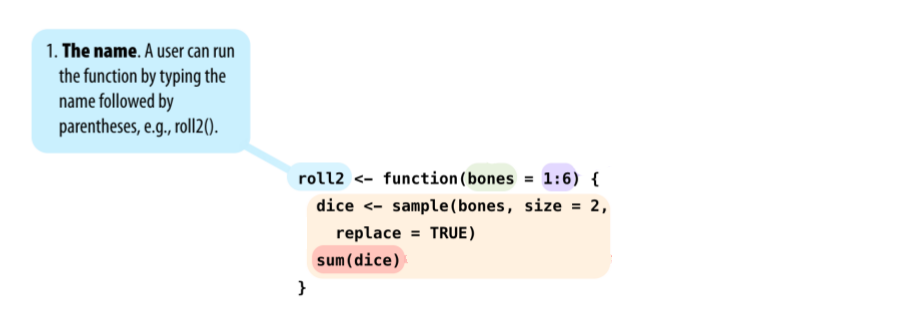 1. The name. A user can run
the function by typing the
name followed by
parentheses, e.g., roll2().
roll2 <- function(bones = 1:6) {
dice <- sample(bones, size = 2,
replace = TRUE)
sum(dice)
}